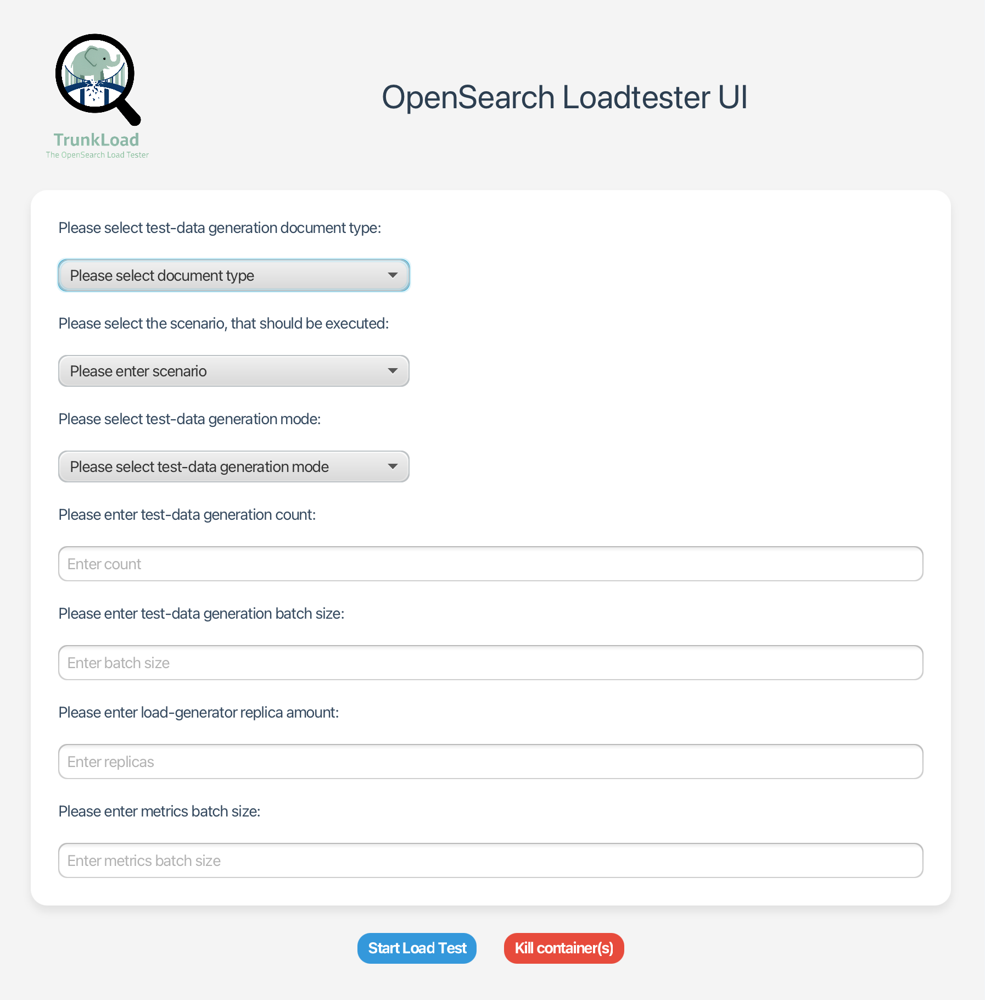 TrunkLoad
The OpenSearch Load Tester
OpenSearch Loadtester UI
Please select test-data generation document type:
Please select document type
Please select the scenario, that should be executed:
Please enter scenario
Please select test-data generation mode:
Please select test-data generation mode
Please enter test-data generation count:
Enter count
Please enter test-data generation batch size:
Enter batch size
Please enter load-generator replica amount:
Enter replicas
Please enter metrics batch size:
Enter metrics batch size
Start Load Test
Kill container(s)